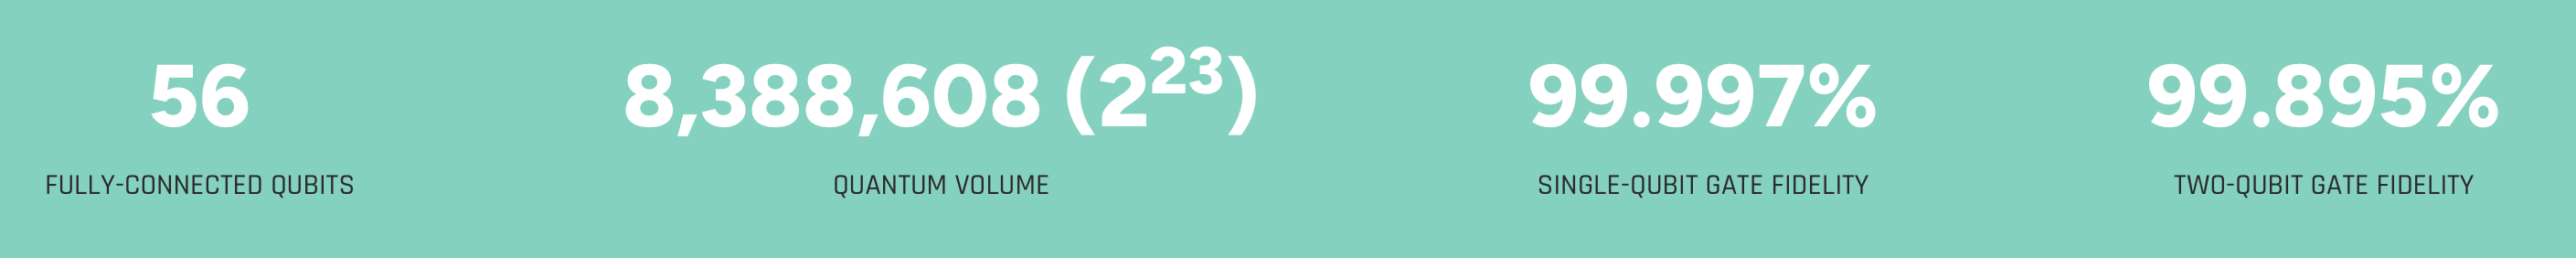 56
8,388,608 (2²³)
99.997%
99.895%
FULLY-CONNECTED QUBITS
QUANTUM VOLUME
SINGLE-QUBIT GATE FIDELITY
TWO-QUBIT GATE FIDELITY